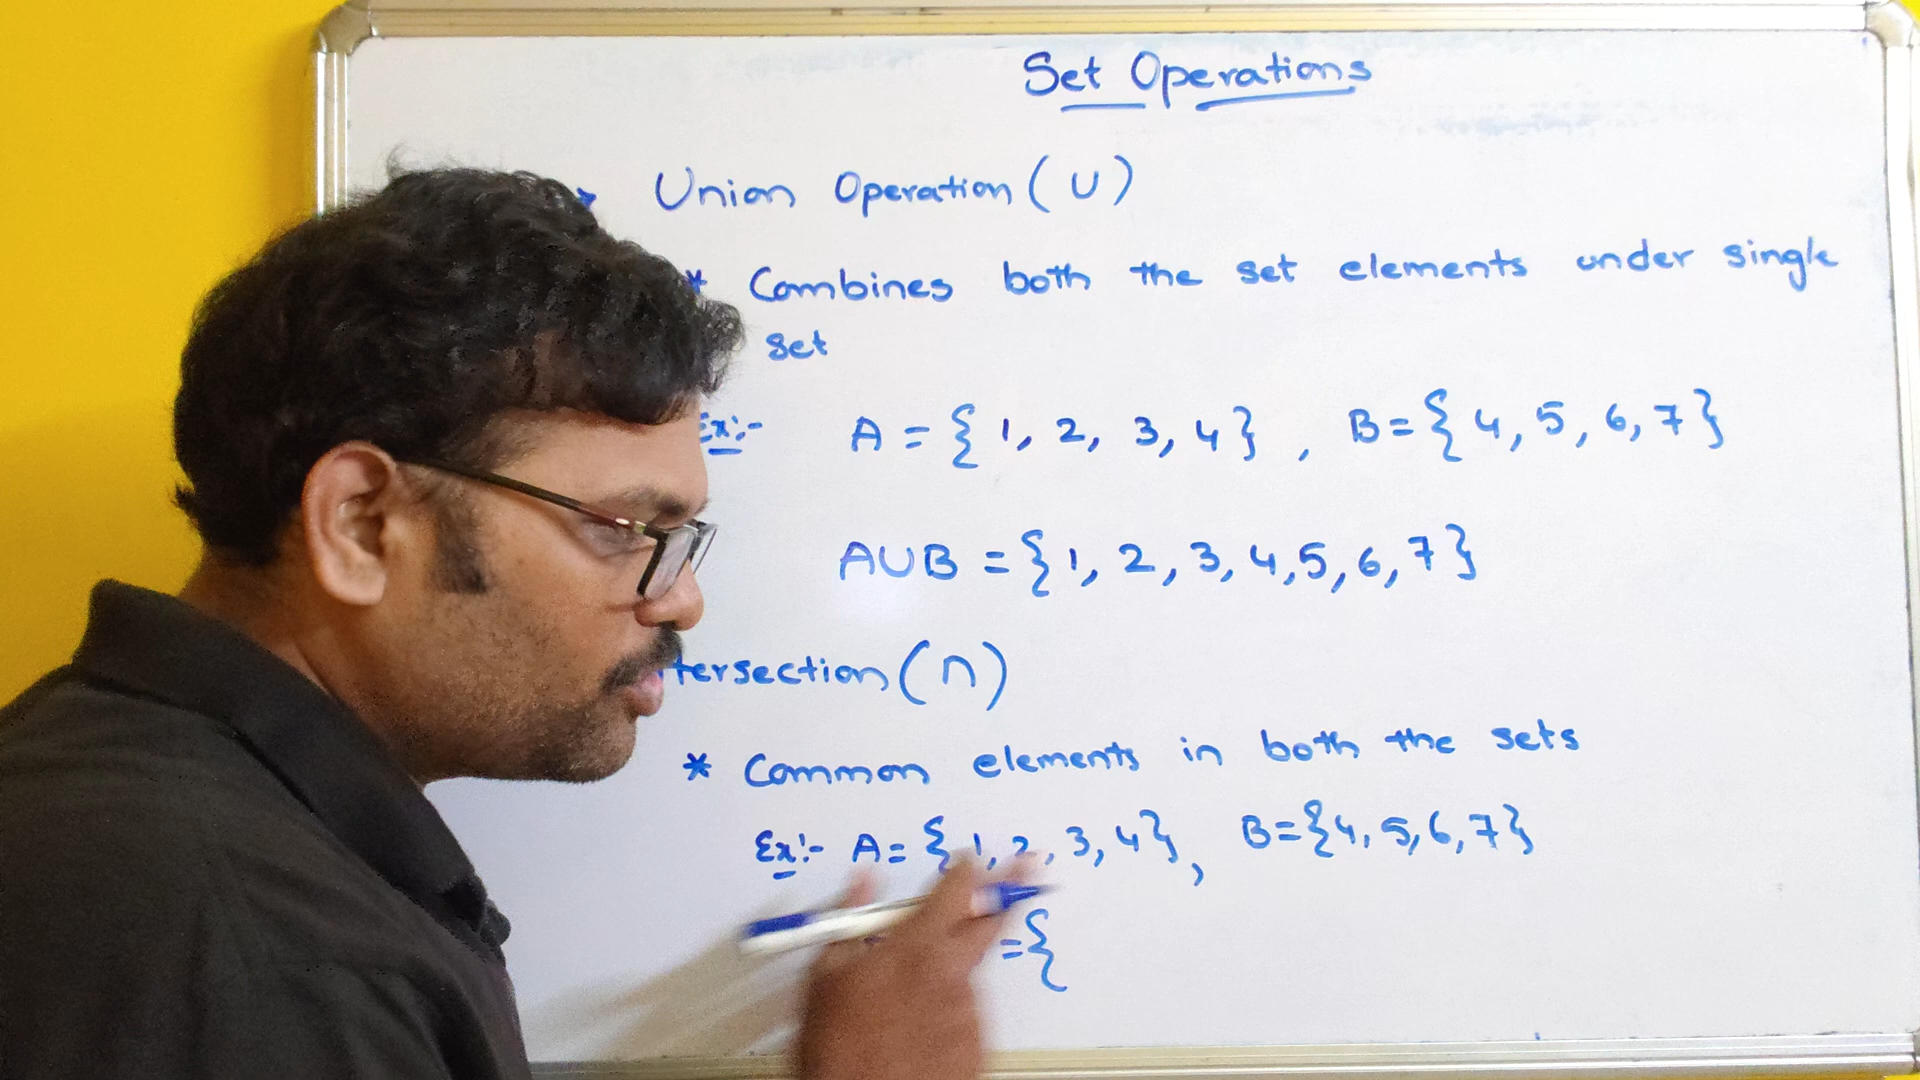 Set Operations
Union Operation (∪)
* Combines both the set elements under single
set
Ex:- A = { 1, 2, 3, 4 } , B = { 4, 5, 6, 7 }
A∪B = { 1, 2, 3, 4, 5, 6, 7 }
tersection (∩)
* Common elements in both the sets
Ex:- A = { 1, 2, 3, 4 } , B = { 4, 5, 6, 7 }
= {